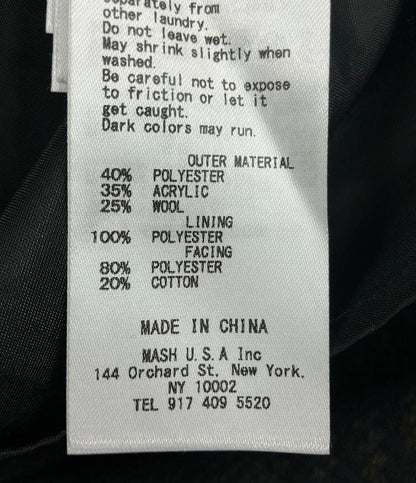 separately from
other laundry.
Do not leave wet.
May shrink slightly when
washed.
Be careful not to expose
to friction or let it
get caught.
Dark colors may run.
OUTER MATERIAL
40% POLYESTER
35% ACRYLIC
25% WOOL
LINING
100% POLYESTER
FACING
80% POLYESTER
20% COTTON
MADE IN CHINA
MASH U.S.A Inc
144 Orchard St. New York.
NY 10002
TEL 917 409 5520